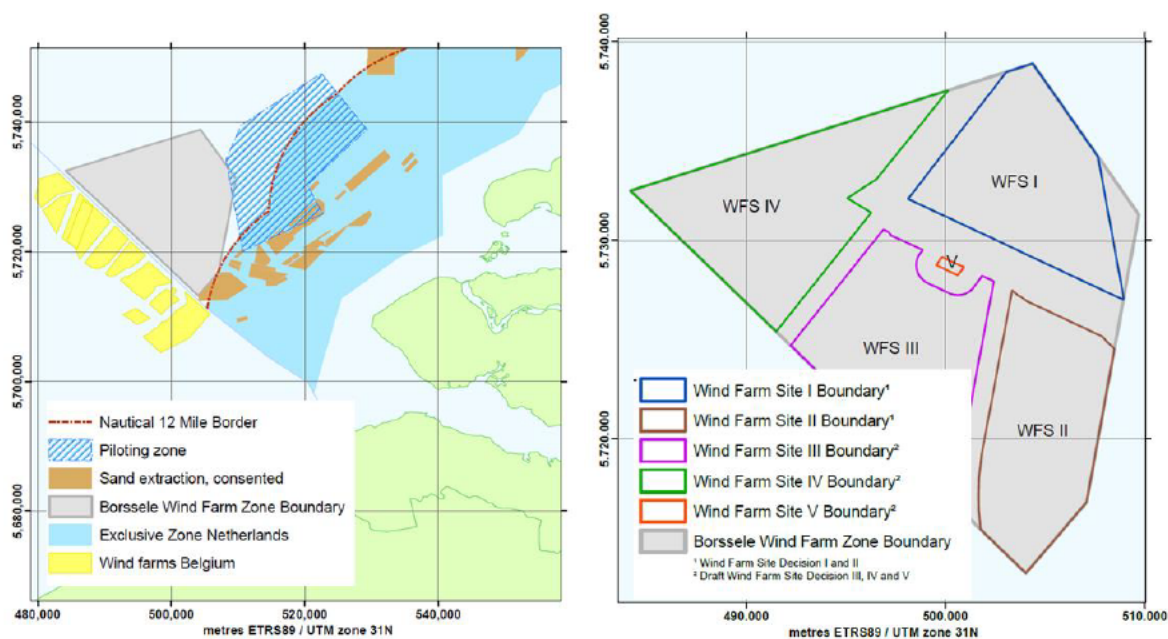 5,740,000
5,720,000
5,700,000
5,680,000
Nautical 12 Mile Border
Piloting zone
Sand extraction, consented
Borssele Wind Farm Zone Boundary
Exclusive Zone Netherlands
Wind farms Belgium
480,000
500,000
520,000
540,000
metres ETRS89 / UTM zone 31N
5,740,000
5,730,000
5,720,000
WFS I
WFS IV
V
WFS III
WFS II
Wind Farm Site I Boundary¹
Wind Farm Site II Boundary¹
Wind Farm Site III Boundary²
Wind Farm Site IV Boundary²
Wind Farm Site V Boundary²
Borssele Wind Farm Zone Boundary
¹ Wind Farm Site Decision I and II
² Draft Wind Farm Site Decision III, IV and V
490,000
500,000
510,000
metres ETRS89 / UTM zone 31N